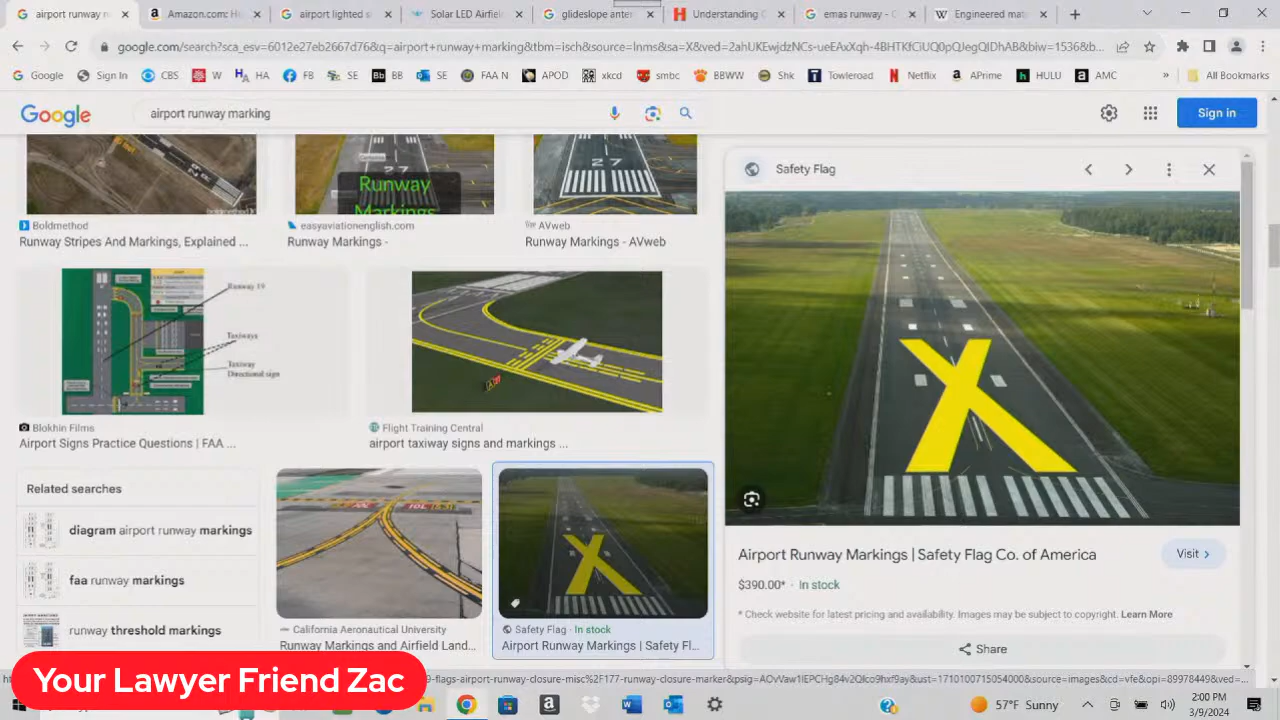 airport runway r
Amazon.com: He
airport lighted s
Solar LED Airfiel
glideslope anten
Understanding C
emas runway - G
Engineered mate
google.com/search?sca_esv=6012e27eb2667d76&q=airport+runway+marking&tbm=isch&source=lnms&sa=X&ved=2ahUKEwjdzNCs-ueEAxXqh-4BHTKfCiUQ0pQJegQIDhAB&biw=1536&b...
Google
Sign In
CBS
W
HA
FB
SE
BB
SE
FAA N
APOD
xkcd
smbc
BBWW
Shk
Towleroad
Netflix
APrime
HULU
AMC
»
All Bookmarks
Google
airport runway marking
Sign in
Runway
Markings
27
Boldmethod
Runway Stripes And Markings, Explained ...
easyaviationenglish.com
Runway Markings -
AVweb
Runway Markings - AVweb
Runway 19
Taxiways
Taxiway
Directional sign
Blokhin Films
Airport Signs Practice Questions | FAA ...
Flight Training Central
airport taxiway signs and markings ...
Related searches
diagram airport runway markings
faa runway markings
runway threshold markings
California Aeronautical University
Runway Markings and Airfield Land...
Safety Flag · In stock
Airport Runway Markings | Safety Fl...
Safety Flag
Airport Runway Markings | Safety Flag Co. of America
Visit
$390.00* · In stock
Check website for latest pricing and availability. Images may be subject to copyright. Learn More
Share
Your Lawyer Friend Zac
57°F Sunny
2:00 PM
3/9/2024